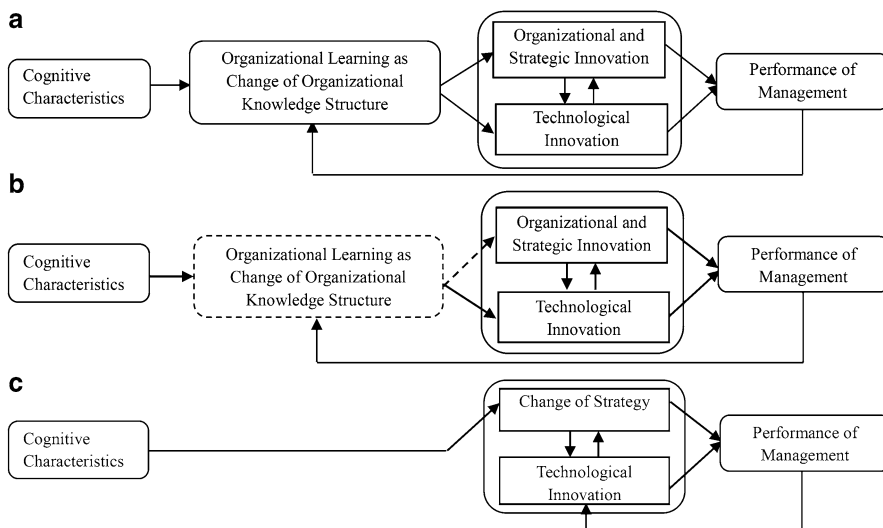 a
Cognitive
Characteristics
Organizational Learning as
Change of Organizational
Knowledge Structure
Organizational and
Strategic Innovation
Technological
Innovation
Performance of
Management
b
Cognitive
Characteristics
Organizational Learning as
Change of Organizational
Knowledge Structure
Organizational and
Strategic Innovation
Technological
Innovation
Performance of
Management
c
Cognitive
Characteristics
Change of Strategy
Technological
Innovation
Performance of
Management